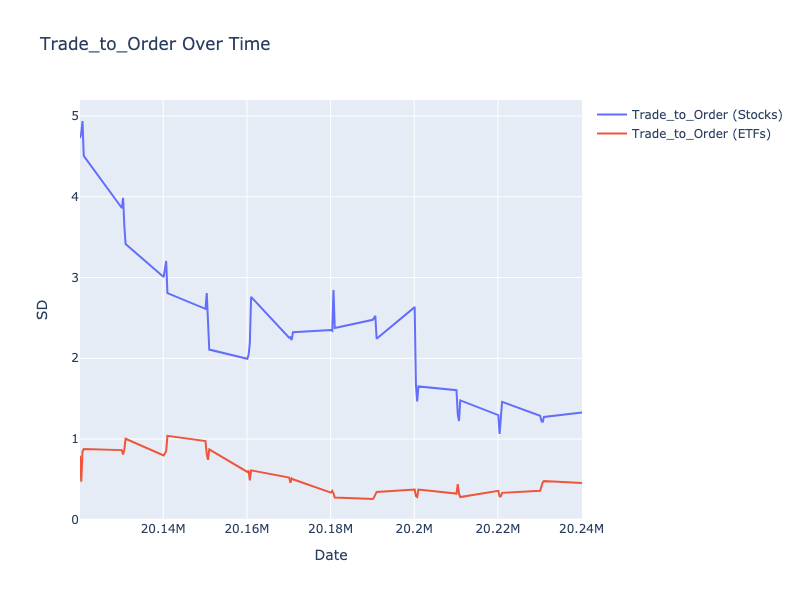 Trade_to_Order Over Time
Trade_to_Order (Stocks)
Trade_to_Order (ETFs)
SD
5
4
3
2
1
0
20.14M
20.16M
20.18M
20.2M
20.22M
20.24M
Date